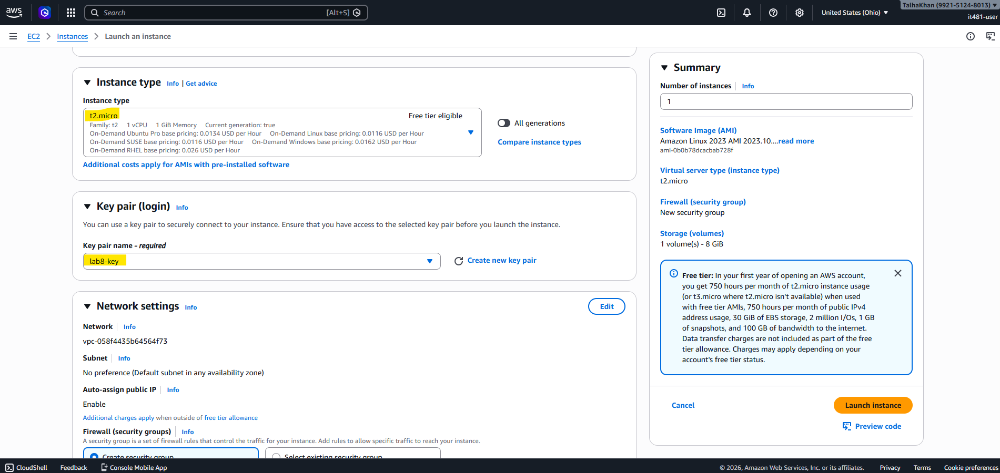 aws
Search
[Alt+S]
United States (Ohio)
TalhaKhan (9921-5124-8013)
it481-user
EC2
Instances
Launch an instance
Instance type
Info
Get advice
Instance type
t2.micro
Free tier eligible
Family: t2 1 vCPU 1 GiB Memory Current generation: true
On-Demand Ubuntu Pro base pricing: 0.0134 USD per Hour On-Demand Linux base pricing: 0.0116 USD per Hour
On-Demand SUSE base pricing: 0.0116 USD per Hour On-Demand Windows base pricing: 0.0162 USD per Hour
On-Demand RHEL base pricing: 0.026 USD per Hour
All generations
Compare instance types
Additional costs apply for AMIs with pre-installed software
Key pair (login)
Info
You can use a key pair to securely connect to your instance. Ensure that you have access to the selected key pair before you launch the instance.
Key pair name - required
lab8-key
Create new key pair
Network settings
Info
Edit
Network
Info
vpc-058f4435b64564f73
Subnet
Info
No preference (Default subnet in any availability zone)
Auto-assign public IP
Info
Enable
Additional charges apply when outside of free tier allowance
Firewall (security groups)
Info
A security group is a set of firewall rules that control the traffic for your instance. Add rules to allow specific traffic to reach your instance.
Create security group
Select existing security group
Summary
Number of instances
Info
1
Software Image (AMI)
Amazon Linux 2023 AMI 2023.10....read more
ami-0b0b78dcacbab728f
Virtual server type (instance type)
t2.micro
Firewall (security group)
New security group
Storage (volumes)
1 volume(s) - 8 GiB
Free tier: In your first year of opening an AWS account,
you get 750 hours per month of t2.micro instance usage
(or t3.micro where t2.micro isn't available) when used
with free tier AMIs, 750 hours per month of public IPv4
address usage, 30 GiB of EBS storage, 2 million I/Os, 1 GB
of snapshots, and 100 GB of bandwidth to the internet.
Data transfer charges are not included as part of the free
tier allowance. Charges may apply depending on your
account's free tier status.
Cancel
Launch instance
Preview code
CloudShell
Feedback
Console Mobile App
© 2026, Amazon Web Services, Inc. or its affiliates.
Privacy
Terms
Cookie preferences